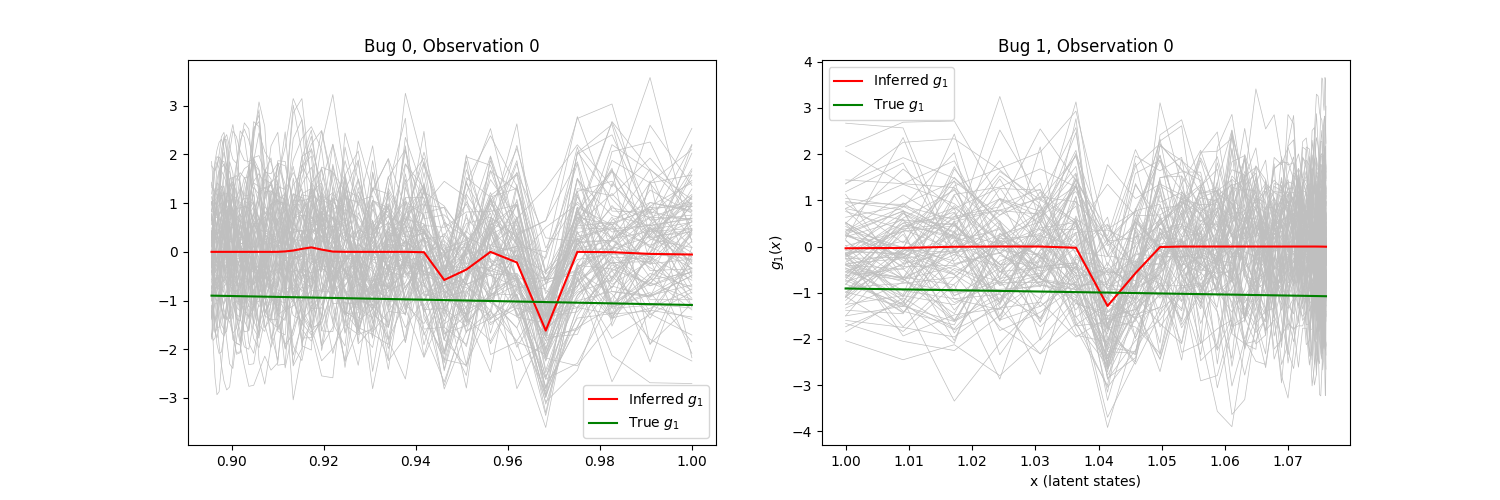 Bug 0, Observation 0
3
2
1
0
−1
−2
−3
Inferred g₁
True g₁
0.90 0.92 0.94 0.96 0.98 1.00
Bug 1, Observation 0
g₁(x)
4
3
2
1
0
−1
−2
−3
−4
Inferred g₁
True g₁
1.00 1.01 1.02 1.03 1.04 1.05 1.06 1.07
x (latent states)